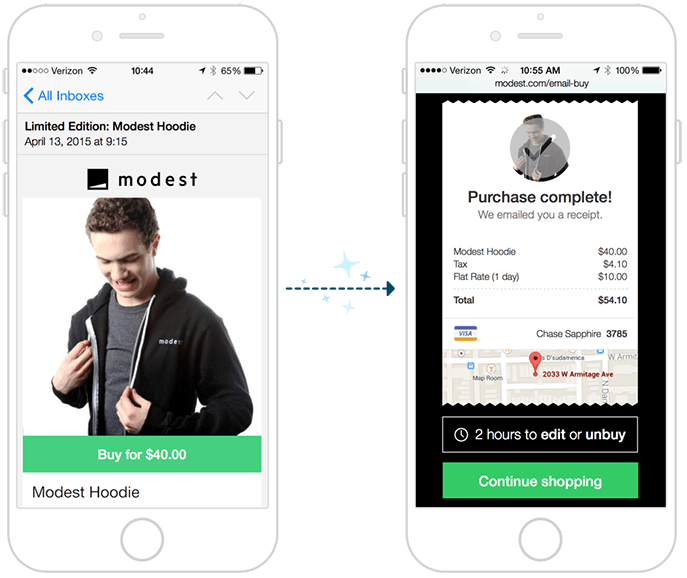 Verizon 10:44 65%
All Inboxes
Limited Edition: Modest Hoodie
April 13, 2015 at 9:15
modest
modest
Buy for $40.00
Modest Hoodie
Verizon 10:55 AM 100%
modest.com/email-buy
Purchase complete!
We emailed you a receipt.
Modest Hoodie $40.00
Tax $4.10
Flat Rate (1 day) $10.00
Total $54.10
VISA Chase Sapphire 3785
s D'sudamerica
W Armit
2033 W Armitage Ave
Map Room
N Dam
2 hours to edit or unbuy
Continue shopping